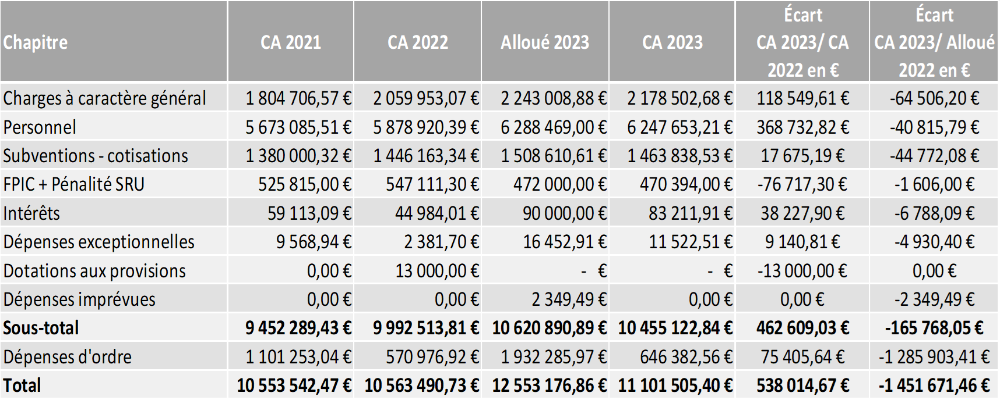 Chapitre CA 2021 CA 2022 Alloué 2023 CA 2023 Écart CA 2023/ CA 2022 en € Écart CA 2023/ Alloué 2022 en €
Charges à caractère général 1 804 706,57 € 2 059 953,07 € 2 243 008,88 € 2 178 502,68 € 118 549,61 € -64 506,20 €
Personnel 5 673 085,51 € 5 878 920,39 € 6 288 469,00 € 6 247 653,21 € 368 732,82 € -40 815,79 €
Subventions - cotisations 1 380 000,32 € 1 446 163,34 € 1 508 610,61 € 1 463 838,53 € 17 675,19 € -44 772,08 €
FPIC + Pénalité SRU 525 815,00 € 547 111,30 € 472 000,00 € 470 394,00 € -76 717,30 € -1 606,00 €
Intérêts 59 113,09 € 44 984,01 € 90 000,00 € 83 211,91 € 38 227,90 € -6 788,09 €
Dépenses exceptionnelles 9 568,94 € 2 381,70 € 16 452,91 € 11 522,51 € 9 140,81 € -4 930,40 €
Dotations aux provisions 0,00 € 13 000,00 € - € - € -13 000,00 € 0,00 €
Dépenses imprévues 0,00 € 0,00 € 2 349,49 € 0,00 € 0,00 € -2 349,49 €
Sous-total 9 452 289,43 € 9 992 513,81 € 10 620 890,89 € 10 455 122,84 € 462 609,03 € -165 768,05 €
Dépenses d'ordre 1 101 253,04 € 570 976,92 € 1 932 285,97 € 646 382,56 € 75 405,64 € -1 285 903,41 €
Total 10 553 542,47 € 10 563 490,73 € 12 553 176,86 € 11 101 505,40 € 538 014,67 € -1 451 671,46 €